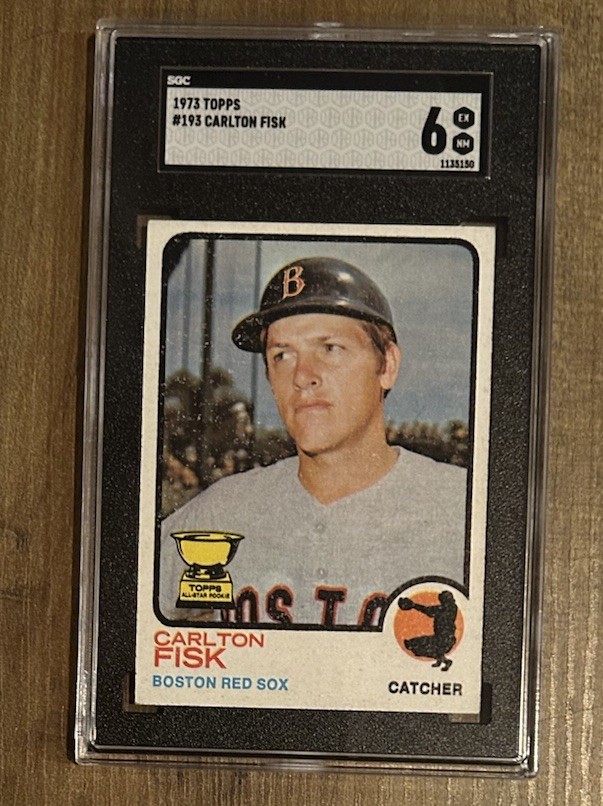 SGC
1973 TOPPS
#193 CARLTON FISK
6
EX
NM
1135150
B
TOPPS
ALL-STAR ROOKIE
OSTO
CARLTON
FISK
BOSTON RED SOX
CATCHER